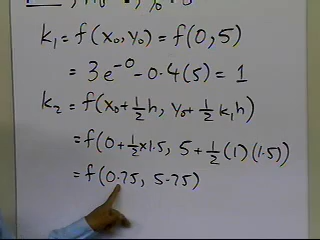 k₁ = f(x₀, y₀) = f(0, 5)
= 3e⁻⁰ - 0.4(5) = 1
k₂ = f(x₀ + ½h, y₀ + ½k₁h)
= f(0 + ½×1.5, 5 + ½(1)(1.5))
= f(0.75, 5.75)